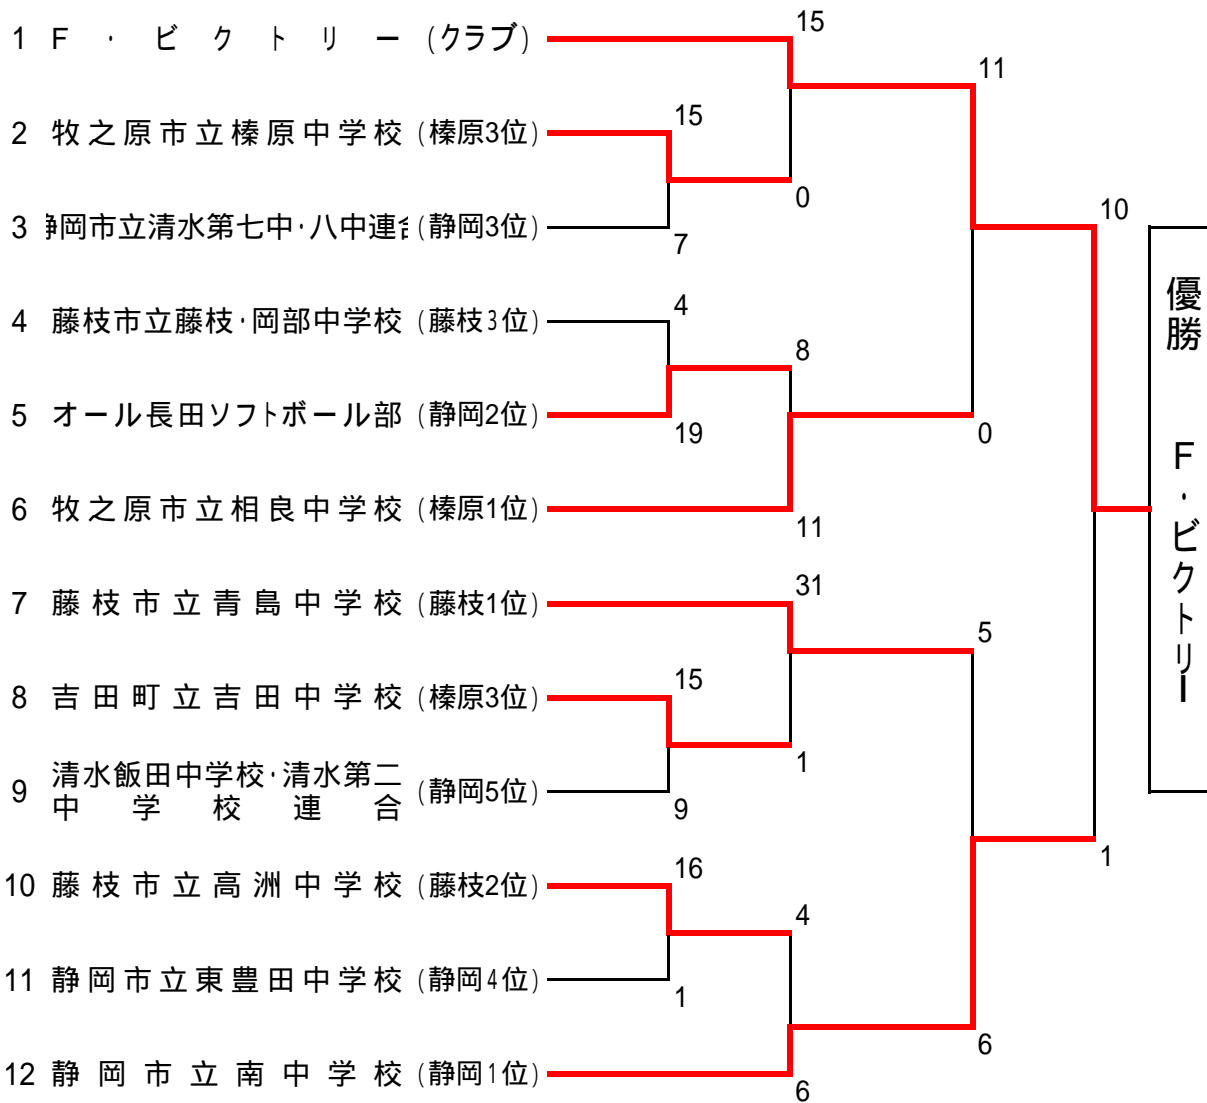 15
1 F・ビクトリー (クラブ)
11
15
2 牧之原市立榛原中学校 (榛原3位)
0
10
3 岡市立清水第七中・八中連 (静岡3位)
7
優勝 F・ビクトリー
4
4 藤枝市立藤枝・岡部中学校 (藤枝3位)
8
5 オール長田ソフトボール部 (静岡2位)
19
0
6 牧之原市立相良中学校 (榛原1位)
11
31
7 藤枝市立青島中学校 (藤枝1位)
5
15
8 吉田町立吉田中学校 (榛原3位)
1
9 清水飯田中学校・清水第二
中学校連合 (静岡5位)
9
1
16
10 藤枝市立高洲中学校 (藤枝2位)
4
11 静岡市立東豊田中学校 (静岡4位)
1
6
12 静岡市立南中学校 (静岡1位)
6